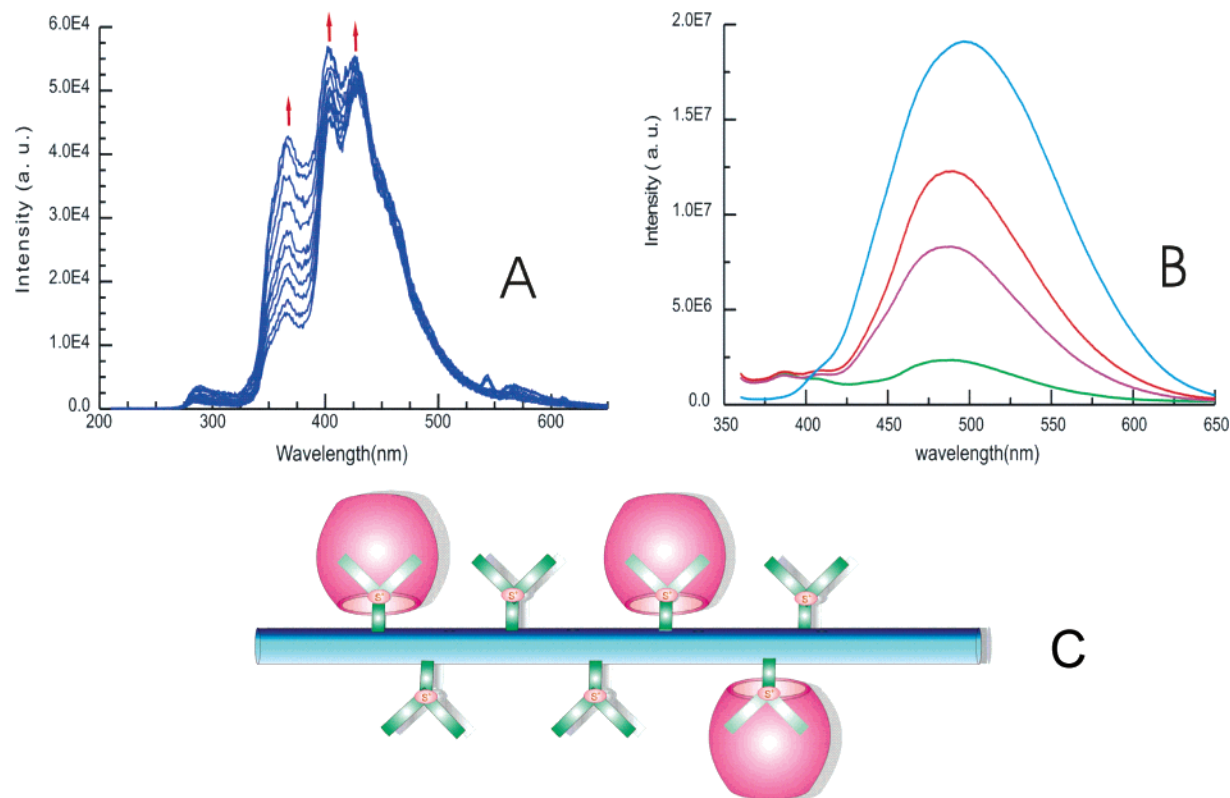 6.0E4
5.0E4
4.0E4
3.0E4
2.0E4
1.0E4
0.0
200 300 400 500 600
Wavelength(nm)
Intensity (a. u.)
A
2.0E7
1.5E7
1.0E7
5.0E6
0.0
350 400 450 500 550 600 650
wavelength(nm)
Intensity ( a. u.)
B
S⁺ S⁺ S⁺ S⁺
C
S⁺ S⁺ S⁺